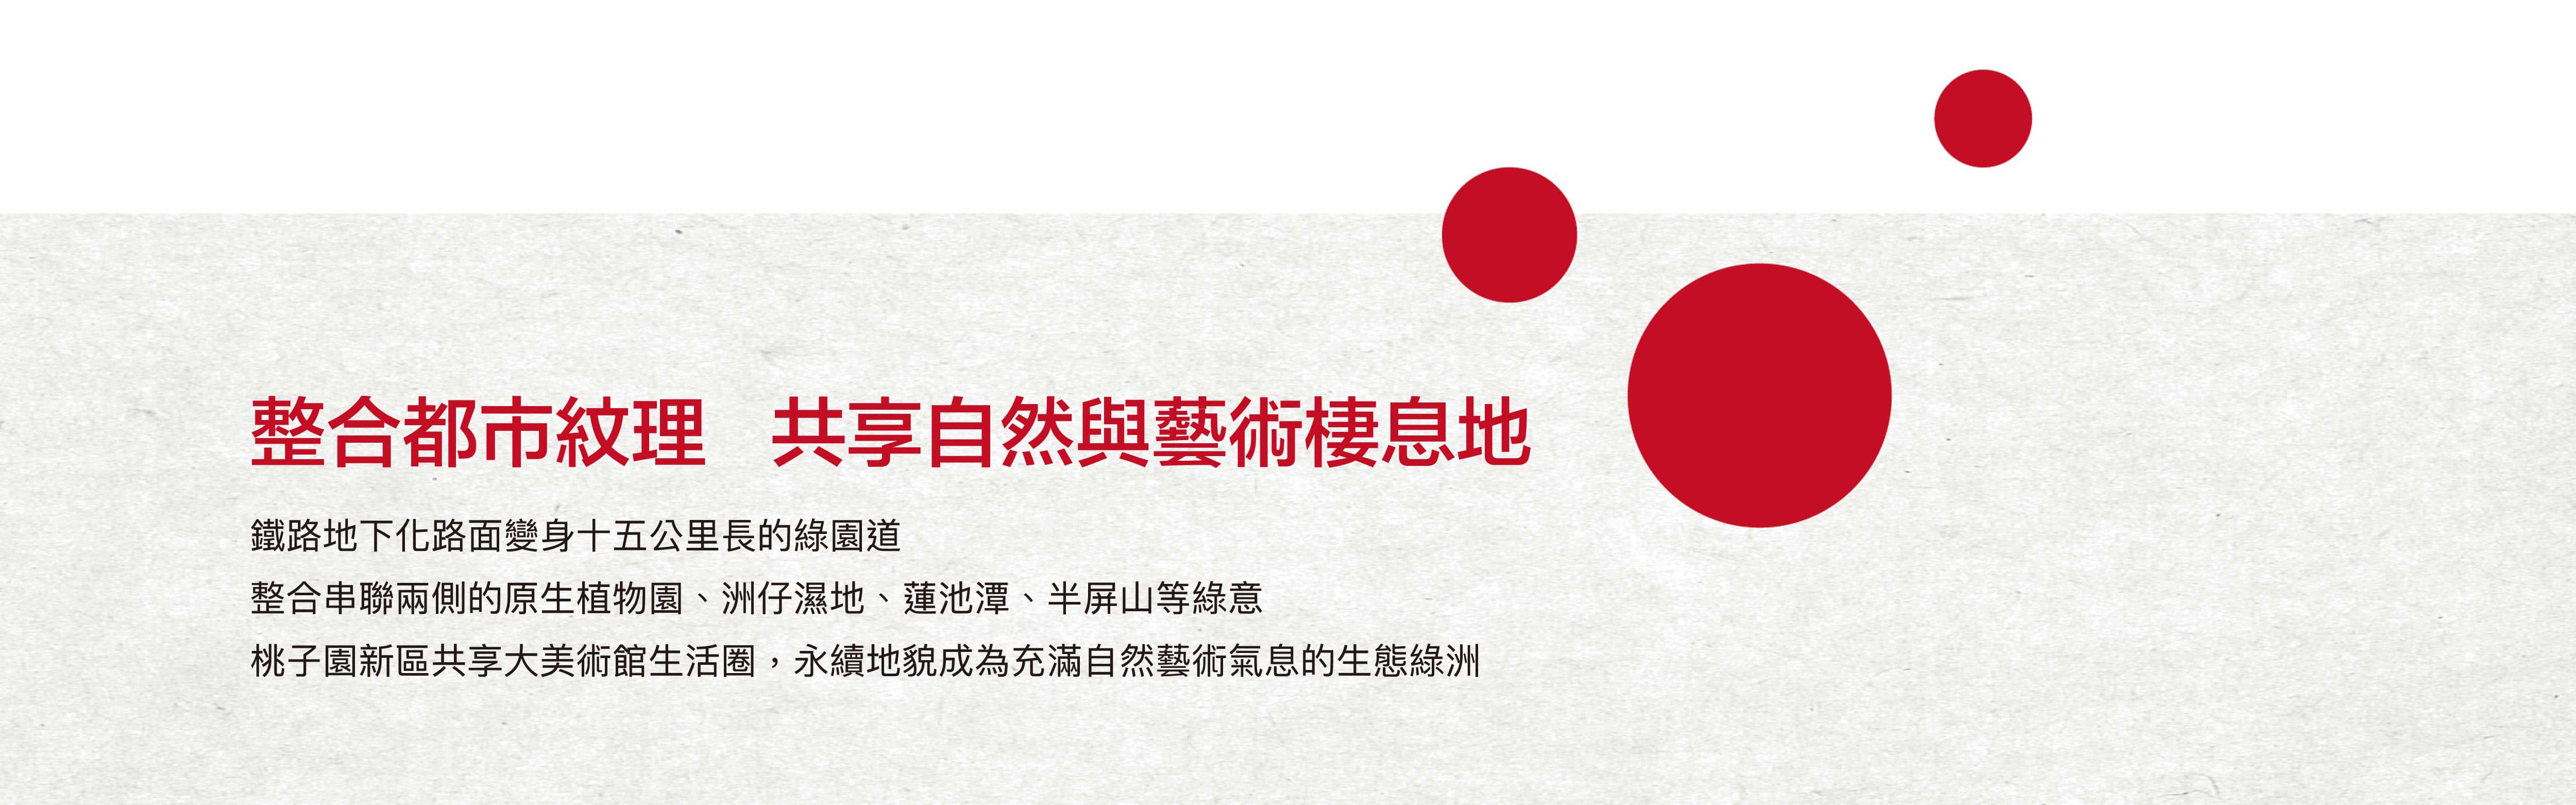 整合都市紋理　共享自然與藝術棲息地
鐵路地下化路面變身十五公里長的綠園道
整合串聯兩側的原生植物園、洲仔濕地、蓮池潭、半屏山等綠意
桃子園新區共享大美術館生活圈，永續地貌成為充滿自然藝術氣息的生態綠洲